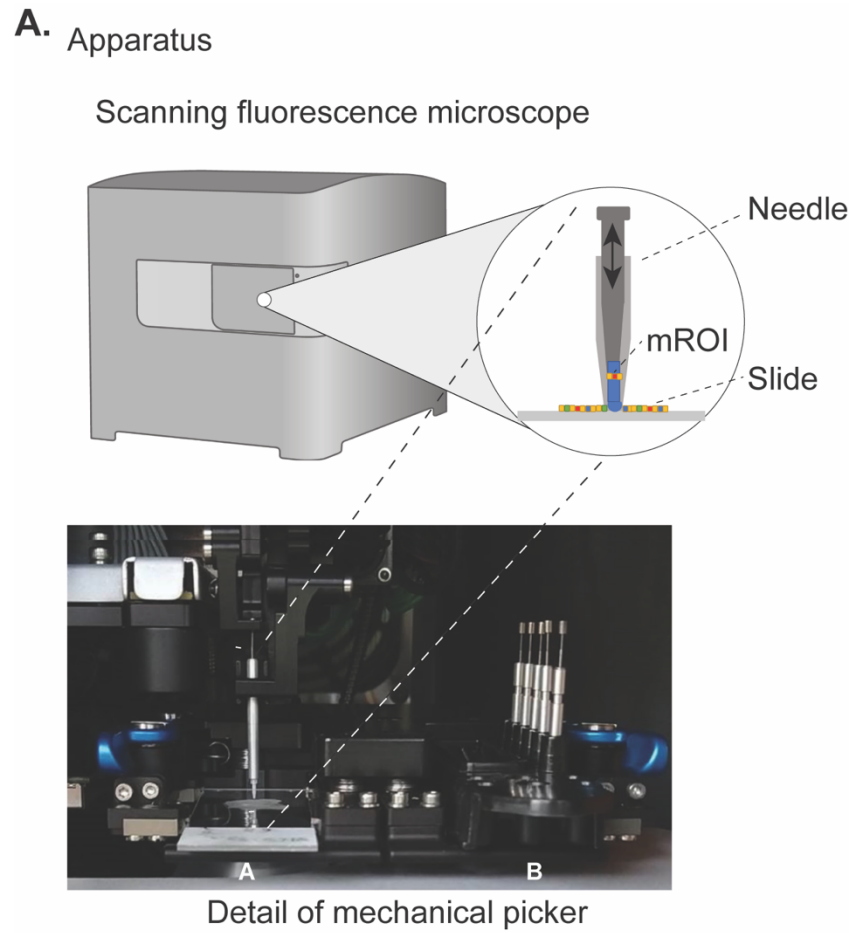 A.
Apparatus
Scanning fluorescence microscope
Needle
mROI
Slide
A
B
Detail of mechanical picker